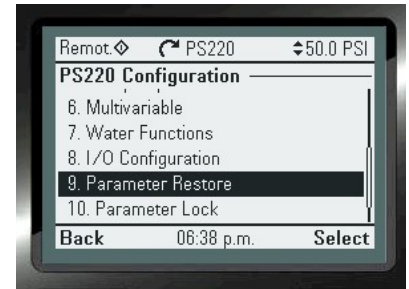 Remot. PS220 50.0 PSI
PS220 Configuration
6. Multivariable
7. Water Functions
8. I/O Configuration
9. Parameter Restore
10. Parameter Lock
Back 06:38 p.m. Select